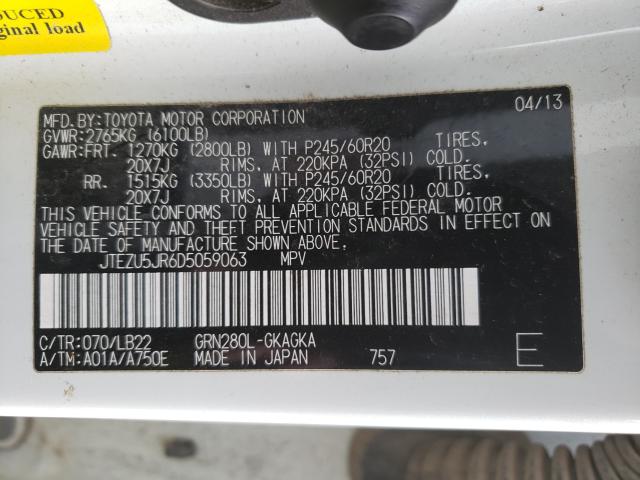 DUCED
ginal load
MFD.BY:TOYOTA MOTOR CORPORATION 04/13
GVWR:2765KG (6100LB)
GAWR:FRT. 1270KG (2800LB) WITH P245/60R20 TIRES,
20X7J RIMS, AT 220KPA (32PSI) COLD.
RR. 1515KG (3350LB) WITH P245/60R20 TIRES,
20X7J RIMS, AT 220KPA (32PSI) COLD.
THIS VEHICLE CONFORMS TO ALL APPLICABLE FEDERAL MOTOR
VEHICLE SAFETY AND THEFT PREVENTION STANDARDS IN EFFECT ON
THE DATE OF MANUFACTURE SHOWN ABOVE.
JTEZU5JR6D5059063 MPV
C/TR:070/LB22 GRN280L-GKAGKA
A/TM:A01A/A750E MADE IN JAPAN 757 E